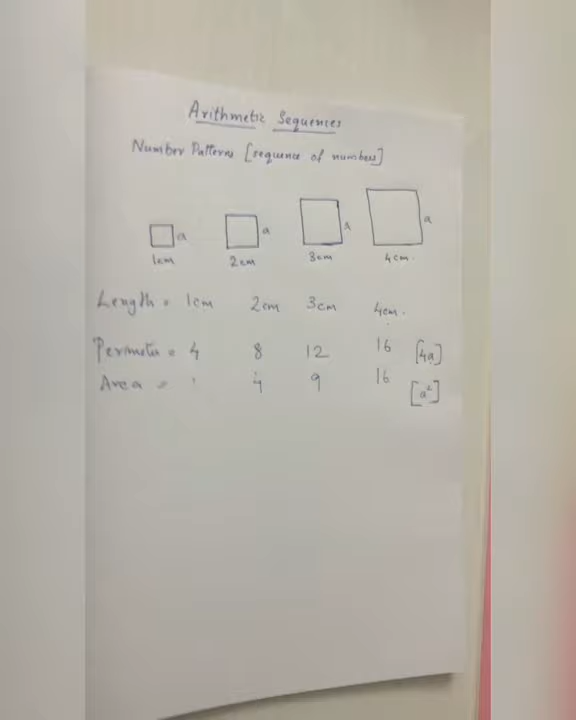 Arithmetic Sequences
Number Patterns [sequence of numbers]
a a a a
1cm 2cm 3cm 4cm.
Length = 1cm 2cm 3cm 4cm.
Perimeter = 4 8 12 16 [4a]
Area = 1 4 9 16 [a²]